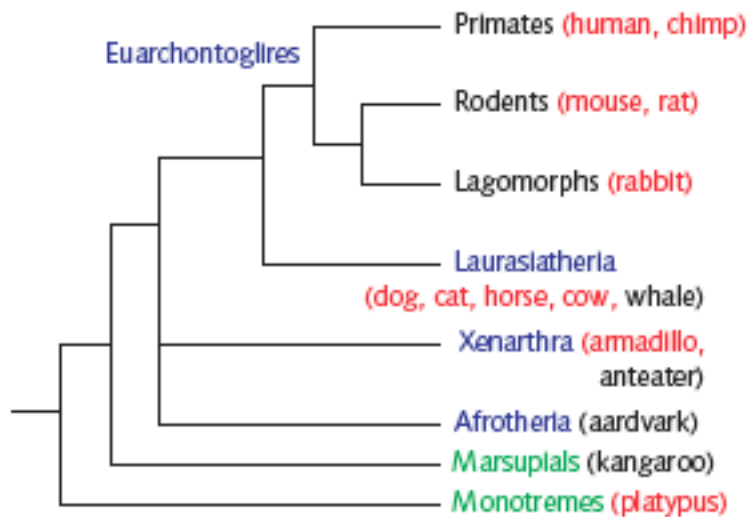 Primates (human, chimp)
Euarchontoglires
Rodents (mouse, rat)
Lagomorphs (rabbit)
Laurasiatheria
(dog, cat, horse, cow, whale)
Xenarthra (armadillo,
anteater)
Afrotheria (aardvark)
Marsupials (kangaroo)
Monotremes (platypus)